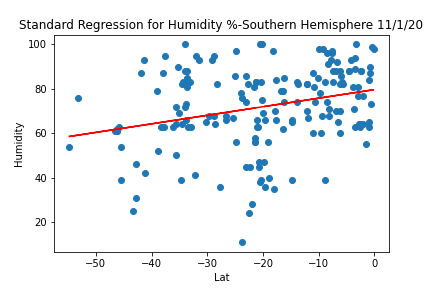 Standard Regression for Humidity %-Southern Hemisphere 11/1/20
100
80
60
40
20
Humidity
−50 −40 −30 −20 −10 0
Lat